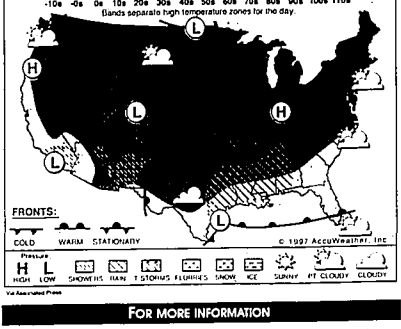 -10s -0s 0s 10s 20s 30s 40s 50s 60s 70s 80s 90s 100s 110s
Bands separate high temperature zones for the day.
L
H
L
H
L
L
FRONTS:
COLD WARM STATIONARY
© 1997 AccuWeather, Inc
Pressure
H L
HIGH LOW SHOWERS RAIN T STORMS FLURRIES SNOW ICE SUNNY PT CLOUDY CLOUDY
Via Associated Press
FOR MORE INFORMATION